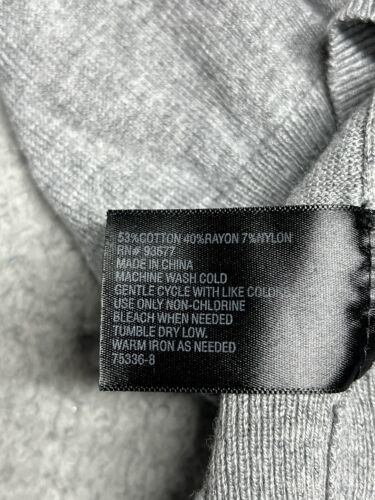 53%COTTON 40%RAYON 7%NYLON
RN# 93677
MADE IN CHINA
MACHINE WASH COLD
GENTLE CYCLE WITH LIKE COLORS
USE ONLY NON-CHLORINE
BLEACH WHEN NEEDED
TUMBLE DRY LOW.
WARM IRON AS NEEDED
75336-8